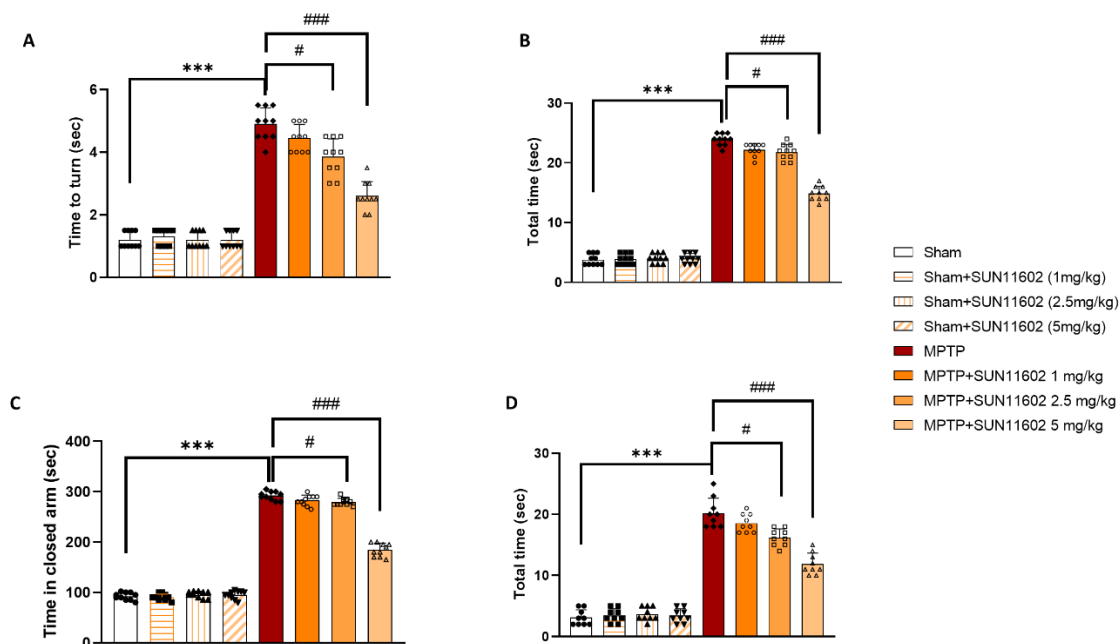 A
***
#
###
Time to turn (sec)
6
4
2
0
B
***
#
###
Total time (sec)
30
20
10
0
Sham
Sham+SUN11602 (1mg/kg)
Sham+SUN11602 (2.5mg/kg)
Sham+SUN11602 (5mg/kg)
MPTP
MPTP+SUN11602 1 mg/kg
MPTP+SUN11602 2.5 mg/kg
MPTP+SUN11602 5 mg/kg
C
***
#
###
Time in closed arm (sec)
400
300
200
100
0
D
***
#
###
Total time (sec)
30
20
10
0